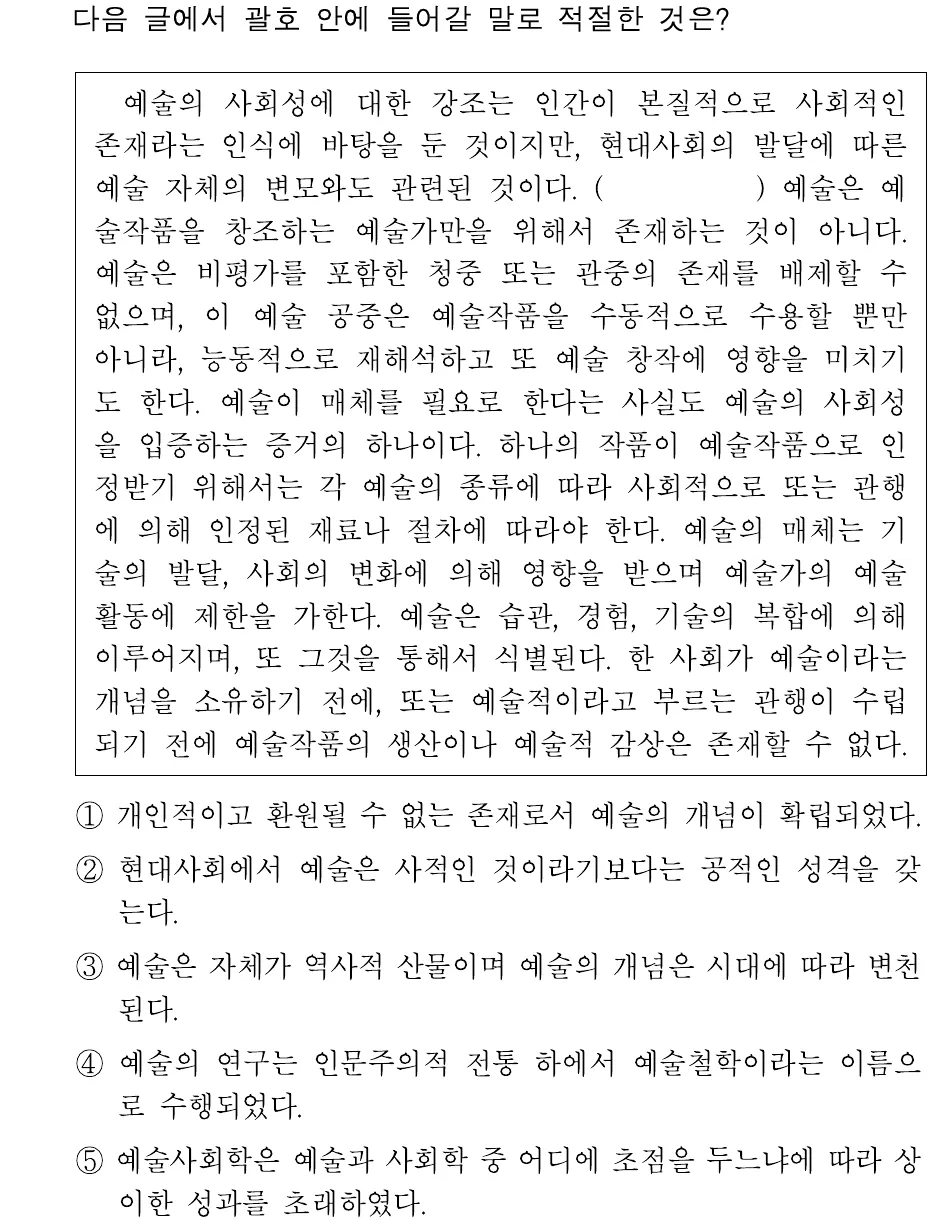 다음 글에서 괄호 안에 들어갈 말로 적절한 것은?
예술의 사회성에 대한 강조는 인간이 본질적으로 사회적인
존재라는 인식에 바탕을 둔 것이지만, 현대사회의 발달에 따른
예술 자체의 변모와도 관련된 것이다. (          ) 예술은 예
술작품을 창조하는 예술가만을 위해서 존재하는 것이 아니다.
예술은 비평가를 포함한 청중 또는 관중의 존재를 배제할 수
없으며, 이 예술 공중은 예술작품을 수동적으로 수용할 뿐만
아니라, 능동적으로 재해석하고 또 예술 창작에 영향을 미치기
도 한다. 예술이 매체를 필요로 한다는 사실도 예술의 사회성
을 입증하는 증거의 하나이다. 하나의 작품이 예술작품으로 인
정받기 위해서는 각 예술의 종류에 따라 사회적으로 또는 관행
에 의해 인정된 재료나 절차에 따라야 한다. 예술의 매체는 기
술의 발달, 사회의 변화에 의해 영향을 받으며 예술가의 예술
활동에 제한을 가한다. 예술은 습관, 경험, 기술의 복합에 의해
이루어지며, 또 그것을 통해서 식별된다. 한 사회가 예술이라는
개념을 소유하기 전에, 또는 예술적이라고 부르는 관행이 수립
되기 전에 예술작품의 생산이나 예술적 감상은 존재할 수 없다.
① 개인적이고 환원될 수 없는 존재로서 예술의 개념이 확립되었다.
② 현대사회에서 예술은 사적인 것이라기보다는 공적인 성격을 갖
는다.
③ 예술은 자체가 역사적 산물이며 예술의 개념은 시대에 따라 변천
된다.
④ 예술의 연구는 인문주의적 전통 하에서 예술철학이라는 이름으
로 수행되었다.
⑤ 예술사회학은 예술과 사회학 중 어디에 초점을 두느냐에 따라 상
이한 성과를 초래하였다.